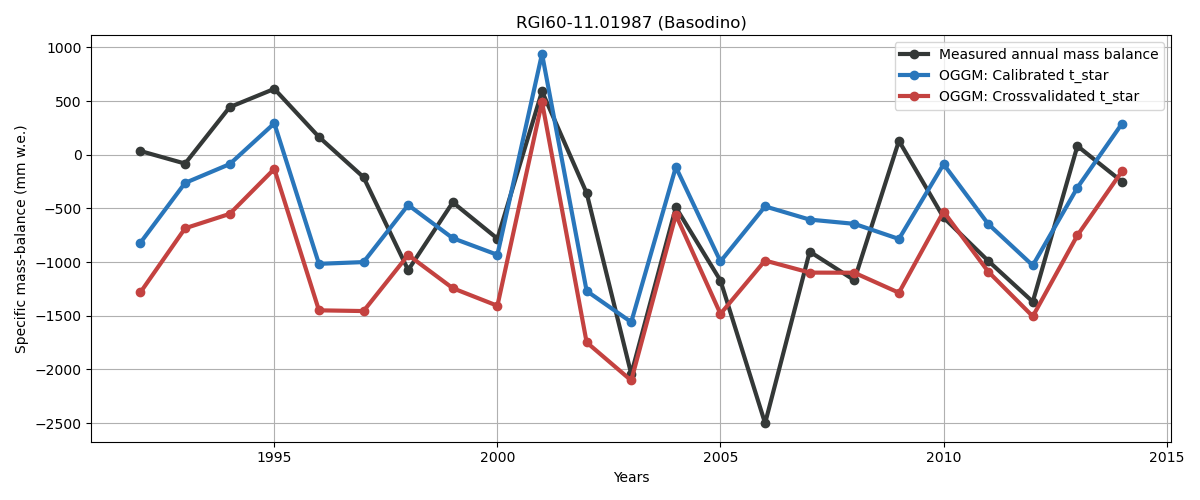 RGI60-11.01987 (Basodino)
Measured annual mass balance
OGGM: Calibrated t_star
OGGM: Crossvalidated t_star
Specific mass-balance (mm w.e.)
1000
500
0
−500
−1000
−1500
−2000
−2500
1995 2000 2005 2010 2015
Years